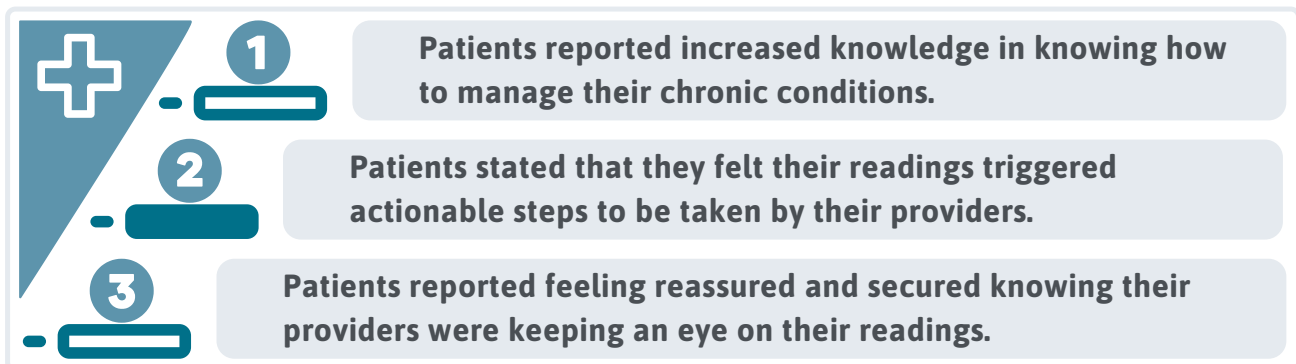 1
Patients reported increased knowledge in knowing how
to manage their chronic conditions.
2
Patients stated that they felt their readings triggered
actionable steps to be taken by their providers.
3
Patients reported feeling reassured and secured knowing their
providers were keeping an eye on their readings.